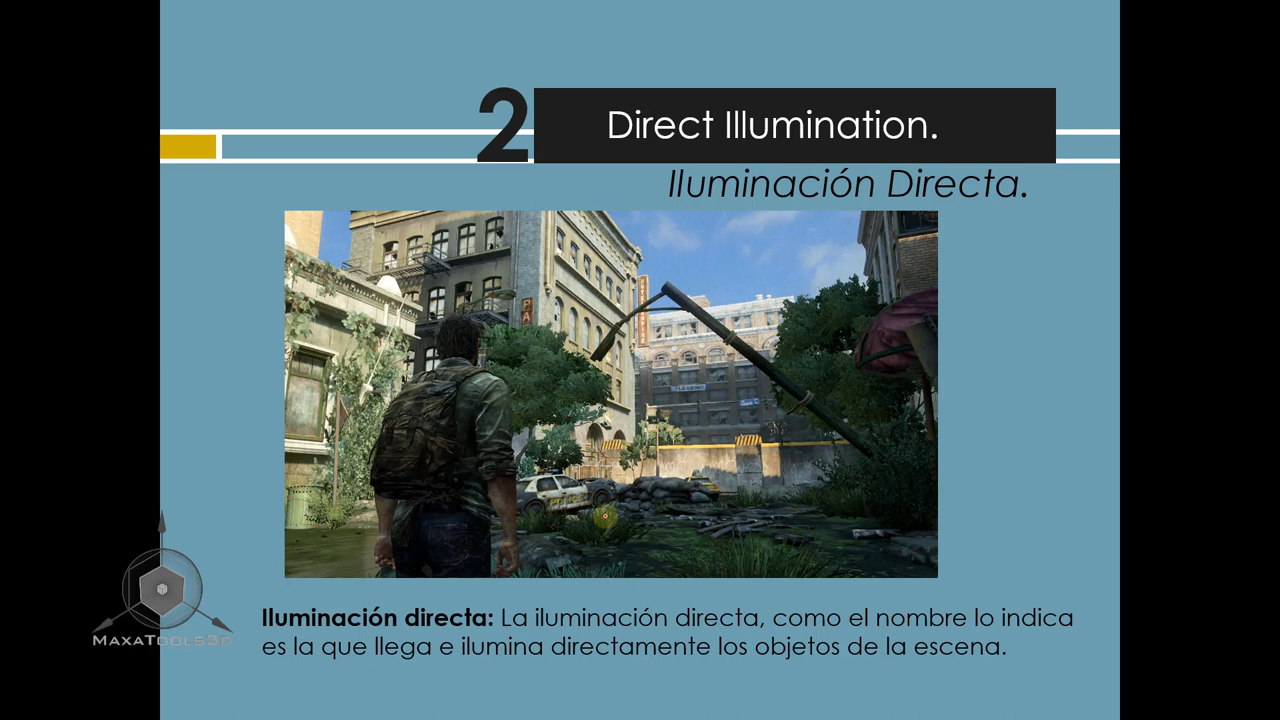 2
Direct Illumination.
Iluminación Directa.
PA
Iluminación directa: La iluminación directa, como el nombre lo indica
es la que llega e ilumina directamente los objetos de la escena.
MAXATOOLS3D